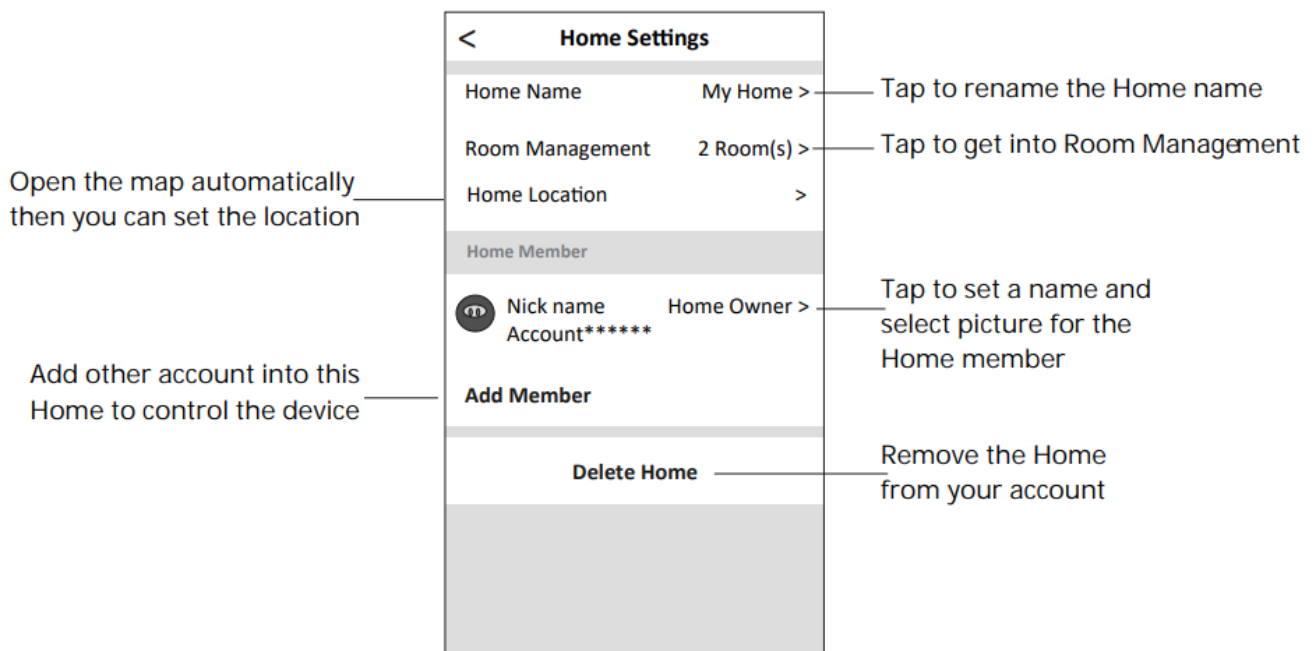 < Home Settings
Home Name My Home >
Tap to rename the Home name
Room Management 2 Room(s) >
Tap to get into Room Management
Open the map automatically
then you can set the location
Home Location >
Home Member
Nick name Home Owner >
Account******
Tap to set a name and
select picture for the
Home member
Add other account into this
Home to control the device
Add Member
Delete Home
Remove the Home
from your account